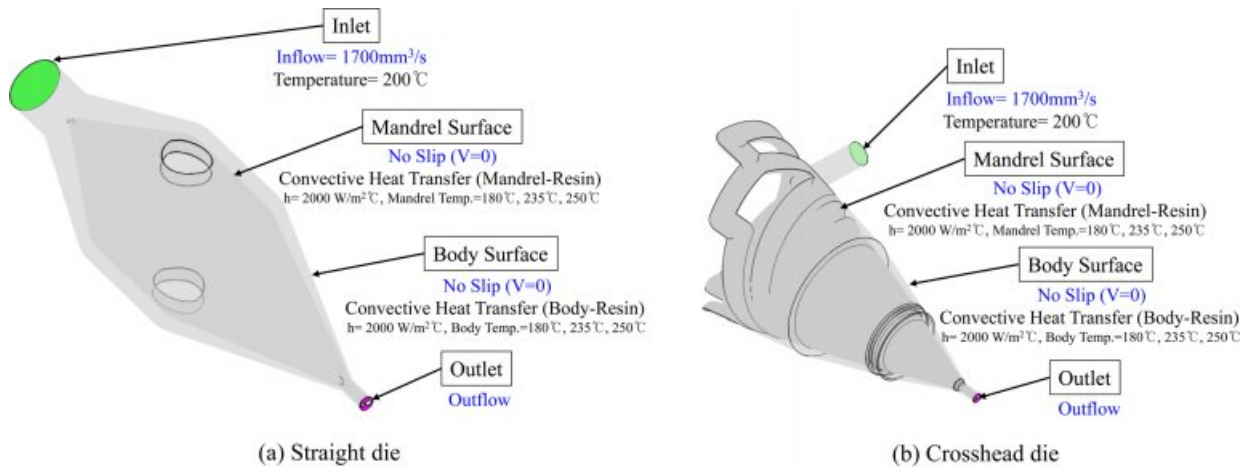 Inlet
Inflow= 1700mm³/s
Temperature= 200℃
Mandrel Surface
No Slip (V=0)
Convective Heat Transfer (Mandrel-Resin)
h= 2000 W/m²℃, Mandrel Temp.=180℃, 235℃, 250℃
Body Surface
No Slip (V=0)
Convective Heat Transfer (Body-Resin)
h= 2000 W/m²℃, Body Temp.=180℃, 235℃, 250℃
Outlet
Outflow
(a) Straight die
Inlet
Inflow= 1700mm³/s
Temperature= 200℃
Mandrel Surface
No Slip (V=0)
Convective Heat Transfer (Mandrel-Resin)
h= 2000 W/m²℃, Mandrel Temp.=180℃, 235℃, 250℃
Body Surface
No Slip (V=0)
Convective Heat Transfer (Body-Resin)
h= 2000 W/m²℃, Body Temp.=180℃, 235℃, 250℃
Outlet
Outflow
(b) Crosshead die